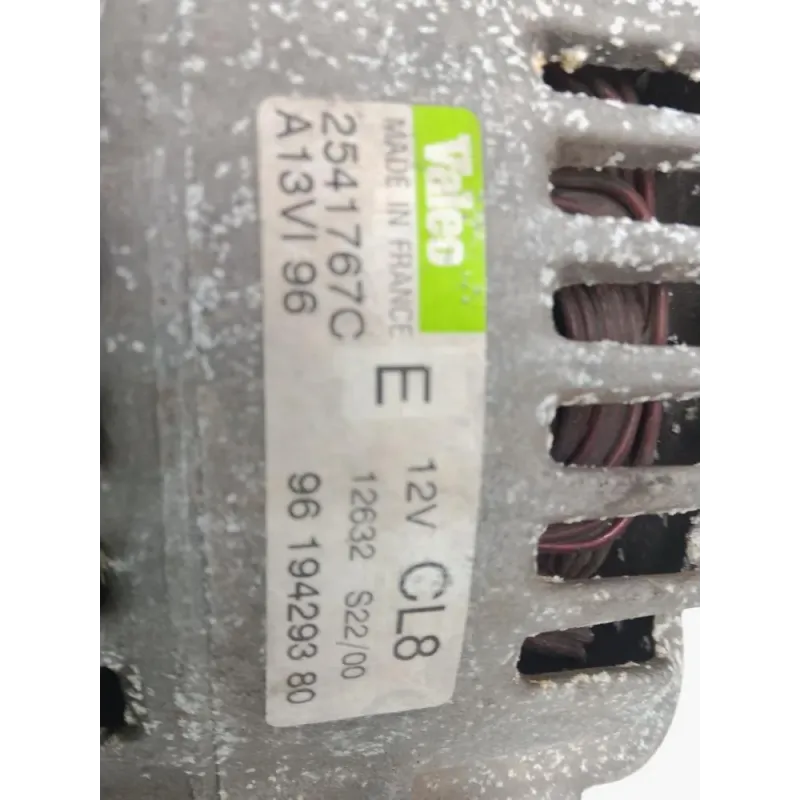 Valeo
MADE IN FRANCE
2541767C
A13VI 96
E
12V CL8
12632 S22/00
96 194293 80